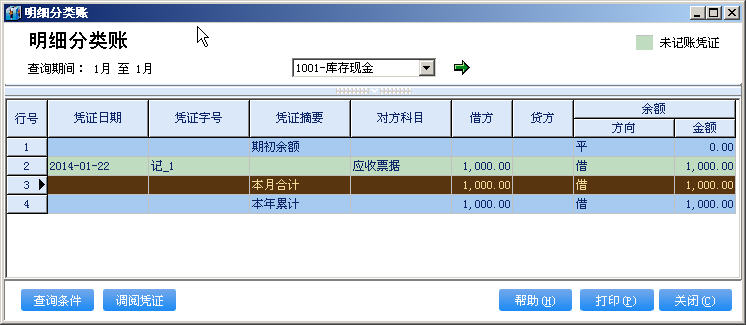 明细分类账
明细分类账
未记账凭证
查询期间： 1月 至 1月 1001-库存现金
行号 凭证日期 凭证字号 凭证摘要 对方科目 借方 贷方 余额
方向 金额
1 期初余额 平 0.00
2 2014-01-22 记_1 应收票据 1,000.00 借 1,000.00
3 本月合计 1,000.00 借 1,000.00
4 本年累计 1,000.00 借 1,000.00
查询条件 调阅凭证 帮助(H) 打印(P) 关闭(C)